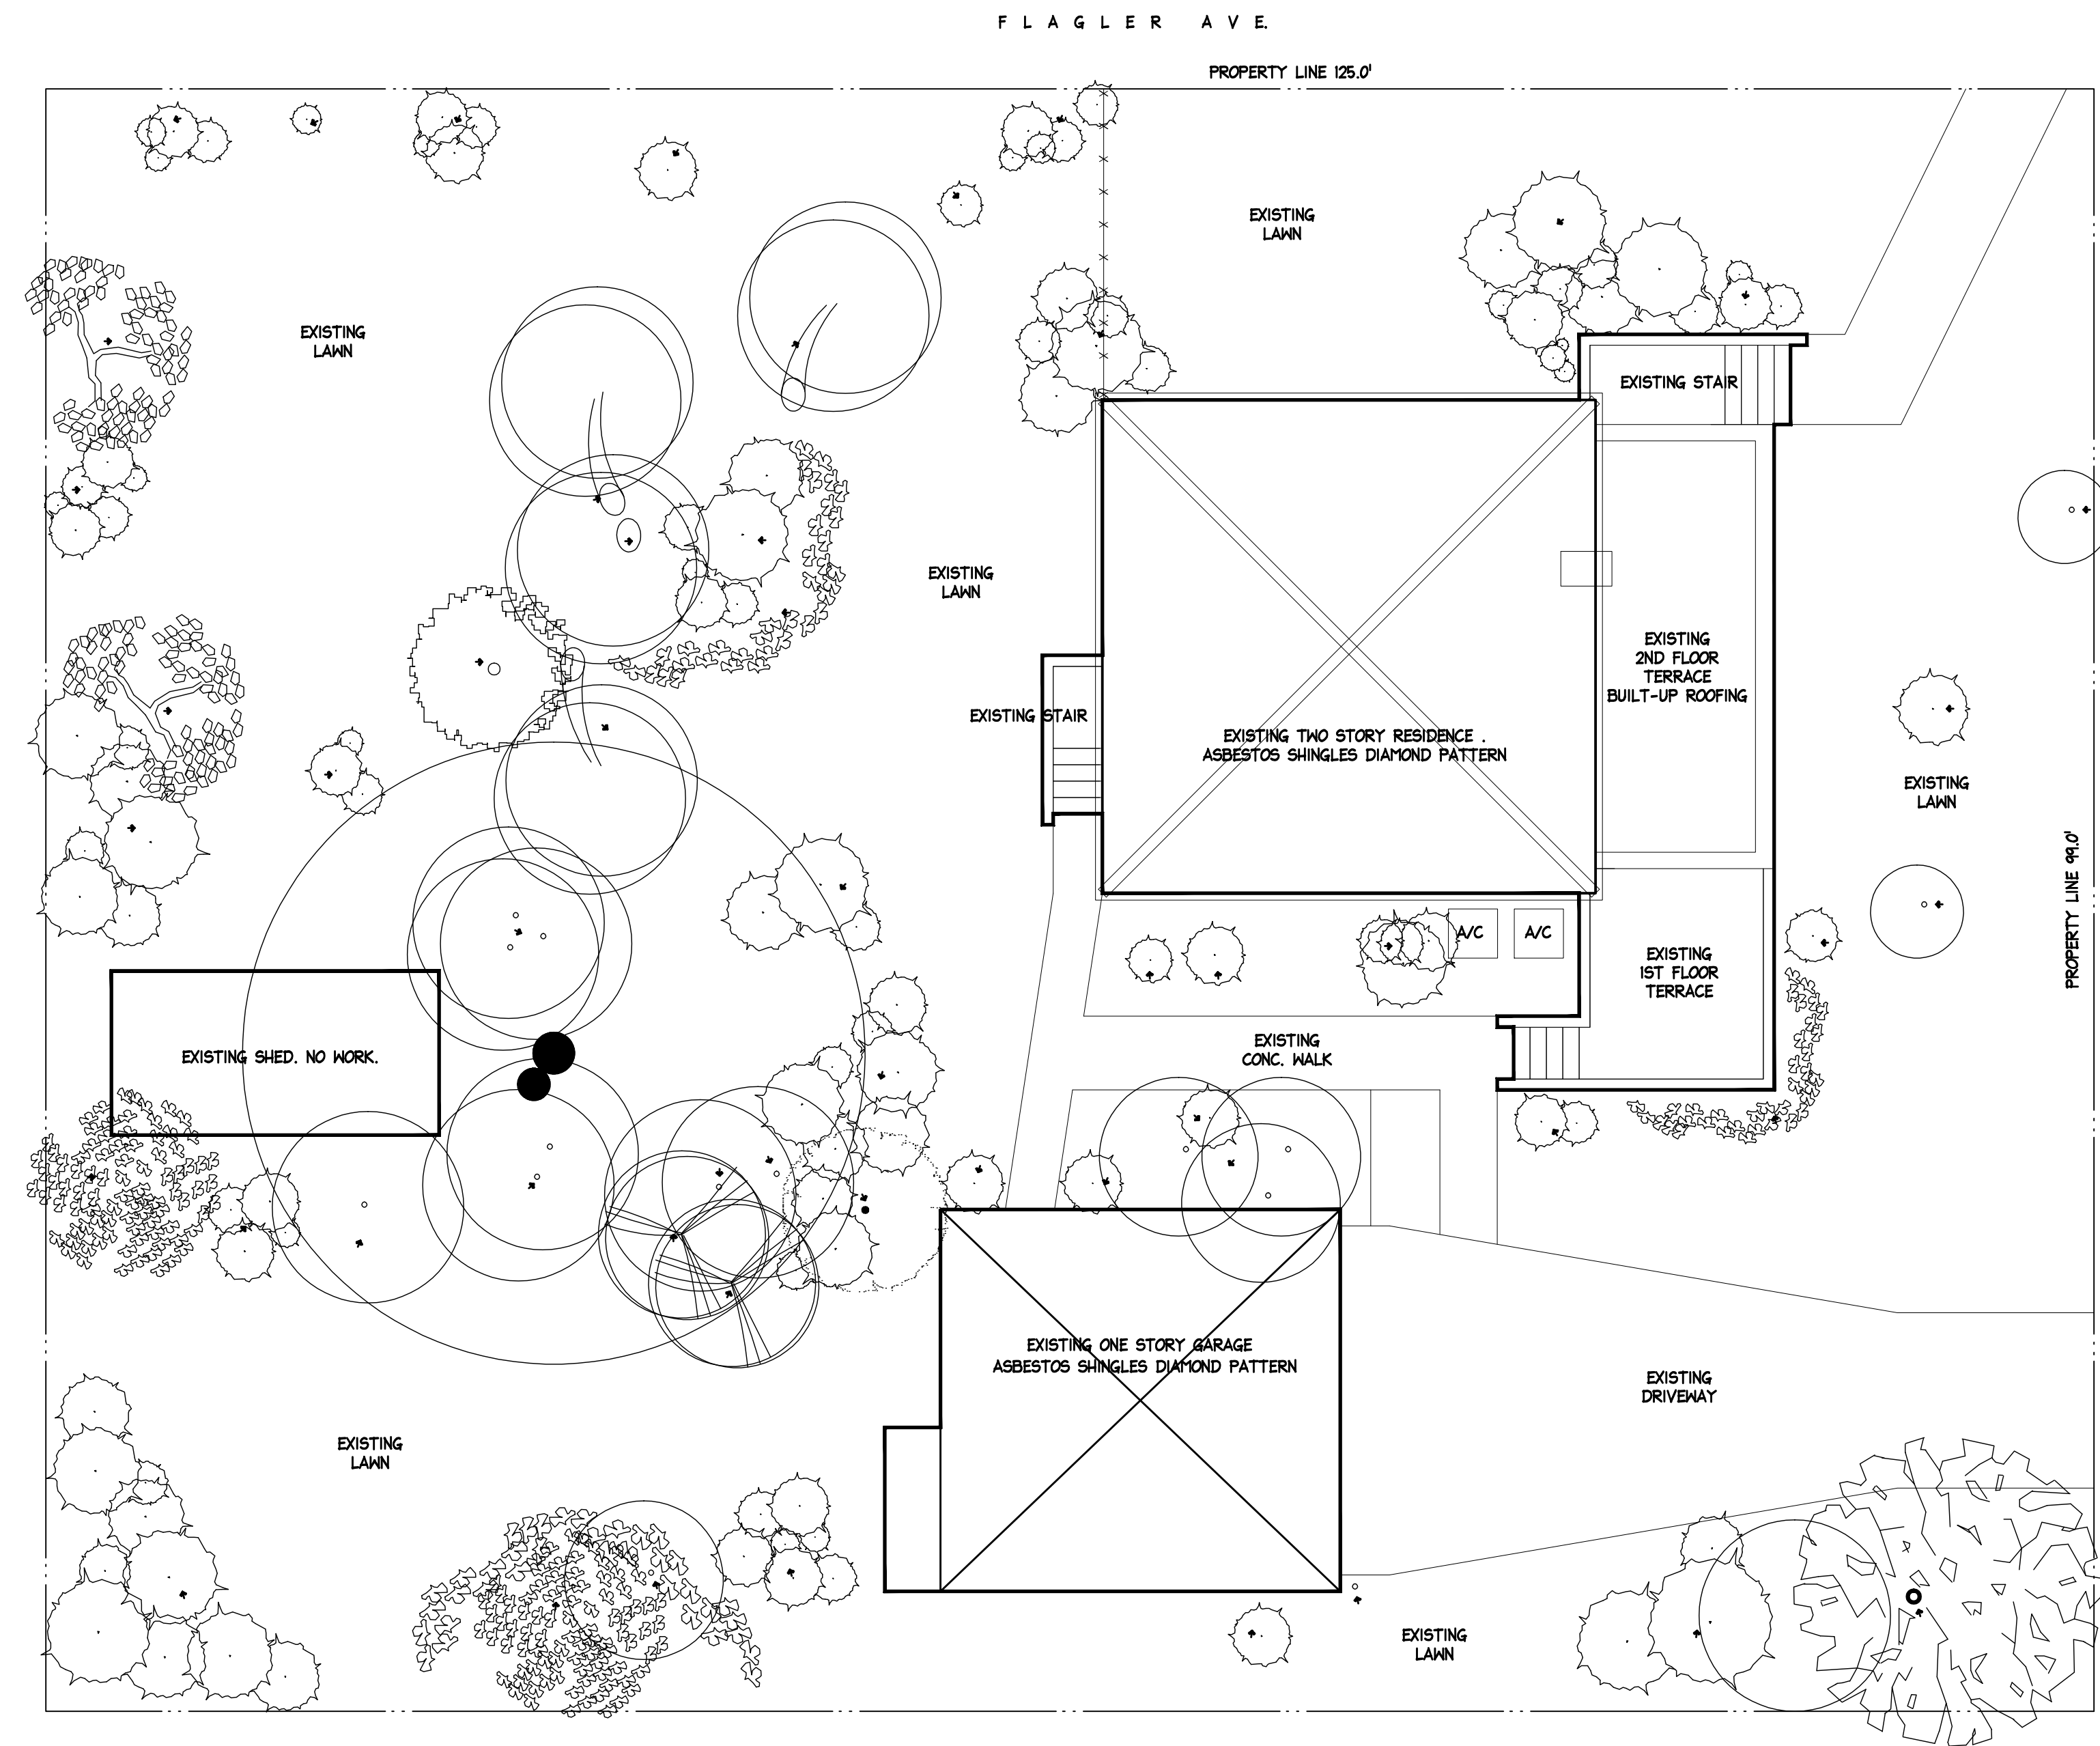 FLAGLER AVE.
PROPERTY LINE 125.0'
EXISTING
LAWN
EXISTING
LAWN
EXISTING STAIR
EXISTING
LAWN
EXISTING
2ND FLOOR
TERRACE
BUILT-UP ROOFING
EXISTING STAIR
EXISTING TWO STORY RESIDENCE .
ASBESTOS SHINGLES DIAMOND PATTERN
EXISTING
LAWN
PROPERTY LINE 99.0'
A/C
A/C
EXISTING
1ST FLOOR
TERRACE
EXISTING SHED. NO WORK.
EXISTING
CONC. WALK
EXISTING ONE STORY GARAGE
ASBESTOS SHINGLES DIAMOND PATTERN
EXISTING
DRIVEWAY
EXISTING
LAWN
EXISTING
LAWN